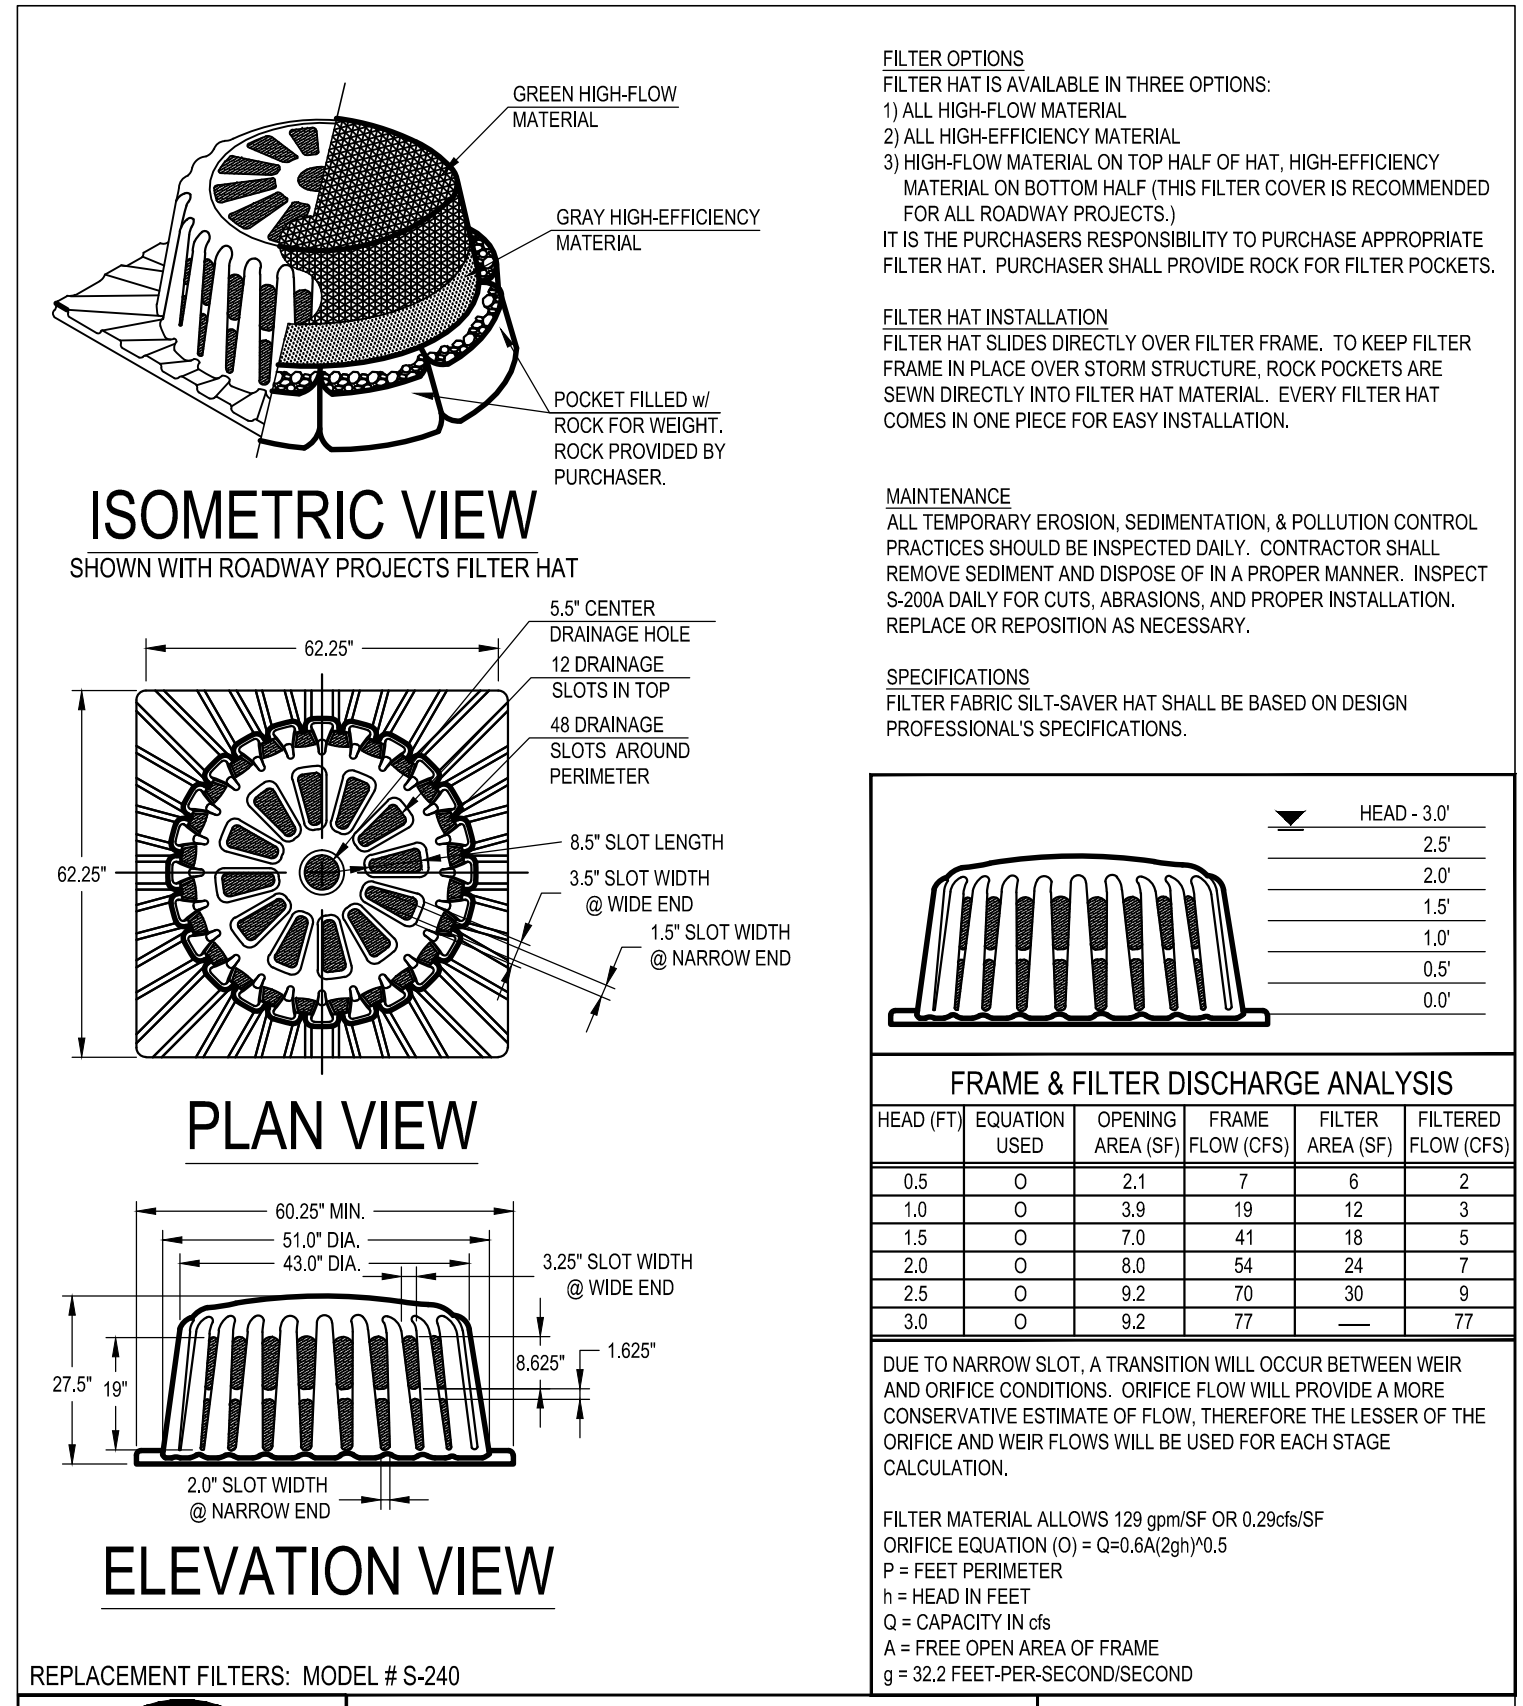 GREEN HIGH-FLOW
MATERIAL
GRAY HIGH-EFFICIENCY
MATERIAL
POCKET FILLED w/
ROCK FOR WEIGHT.
ROCK PROVIDED BY
PURCHASER.
ISOMETRIC VIEW
SHOWN WITH ROADWAY PROJECTS FILTER HAT
5.5" CENTER
DRAINAGE HOLE
62.25"
12 DRAINAGE
SLOTS IN TOP
48 DRAINAGE
SLOTS AROUND
PERIMETER
8.5" SLOT LENGTH
62.25"
3.5" SLOT WIDTH
@ WIDE END
1.5" SLOT WIDTH
@ NARROW END
PLAN VIEW
60.25" MIN.
51.0" DIA.
43.0" DIA.
3.25" SLOT WIDTH
@ WIDE END
8.625"
1.625"
27.5"
19"
2.0" SLOT WIDTH
@ NARROW END
ELEVATION VIEW
REPLACEMENT FILTERS: MODEL # S-240
FILTER OPTIONS
FILTER HAT IS AVAILABLE IN THREE OPTIONS:
1) ALL HIGH-FLOW MATERIAL
2) ALL HIGH-EFFICIENCY MATERIAL
3) HIGH-FLOW MATERIAL ON TOP HALF OF HAT, HIGH-EFFICIENCY
MATERIAL ON BOTTOM HALF (THIS FILTER COVER IS RECOMMENDED
FOR ALL ROADWAY PROJECTS.)
IT IS THE PURCHASERS RESPONSIBILITY TO PURCHASE APPROPRIATE
FILTER HAT. PURCHASER SHALL PROVIDE ROCK FOR FILTER POCKETS.
FILTER HAT INSTALLATION
FILTER HAT SLIDES DIRECTLY OVER FILTER FRAME. TO KEEP FILTER
FRAME IN PLACE OVER STORM STRUCTURE, ROCK POCKETS ARE
SEWN DIRECTLY INTO FILTER HAT MATERIAL. EVERY FILTER HAT
COMES IN ONE PIECE FOR EASY INSTALLATION.
MAINTENANCE
ALL TEMPORARY EROSION, SEDIMENTATION, & POLLUTION CONTROL
PRACTICES SHOULD BE INSPECTED DAILY. CONTRACTOR SHALL
REMOVE SEDIMENT AND DISPOSE OF IN A PROPER MANNER. INSPECT
S-200A DAILY FOR CUTS, ABRASIONS, AND PROPER INSTALLATION.
REPLACE OR REPOSITION AS NECESSARY.
SPECIFICATIONS
FILTER FABRIC SILT-SAVER HAT SHALL BE BASED ON DESIGN
PROFESSIONAL'S SPECIFICATIONS.
HEAD - 3.0'
2.5'
2.0'
1.5'
1.0'
0.5'
0.0'
FRAME & FILTER DISCHARGE ANALYSIS
HEAD (FT) EQUATION OPENING FRAME FILTER FILTERED
USED AREA (SF) FLOW (CFS) AREA (SF) FLOW (CFS)
0.5 O 2.1 7 6 2
1.0 O 3.9 19 12 3
1.5 O 7.0 41 18 5
2.0 O 8.0 54 24 7
2.5 O 9.2 70 30 9
3.0 O 9.2 77 — 77
DUE TO NARROW SLOT, A TRANSITION WILL OCCUR BETWEEN WEIR
AND ORIFICE CONDITIONS. ORIFICE FLOW WILL PROVIDE A MORE
CONSERVATIVE ESTIMATE OF FLOW, THEREFORE THE LESSER OF THE
ORIFICE AND WEIR FLOWS WILL BE USED FOR EACH STAGE
CALCULATION.
FILTER MATERIAL ALLOWS 129 gpm/SF OR 0.29cfs/SF
ORIFICE EQUATION (O) = Q=0.6A(2gh)^0.5
P = FEET PERIMETER
h = HEAD IN FEET
Q = CAPACITY IN cfs
A = FREE OPEN AREA OF FRAME
g = 32.2 FEET-PER-SECOND/SECOND